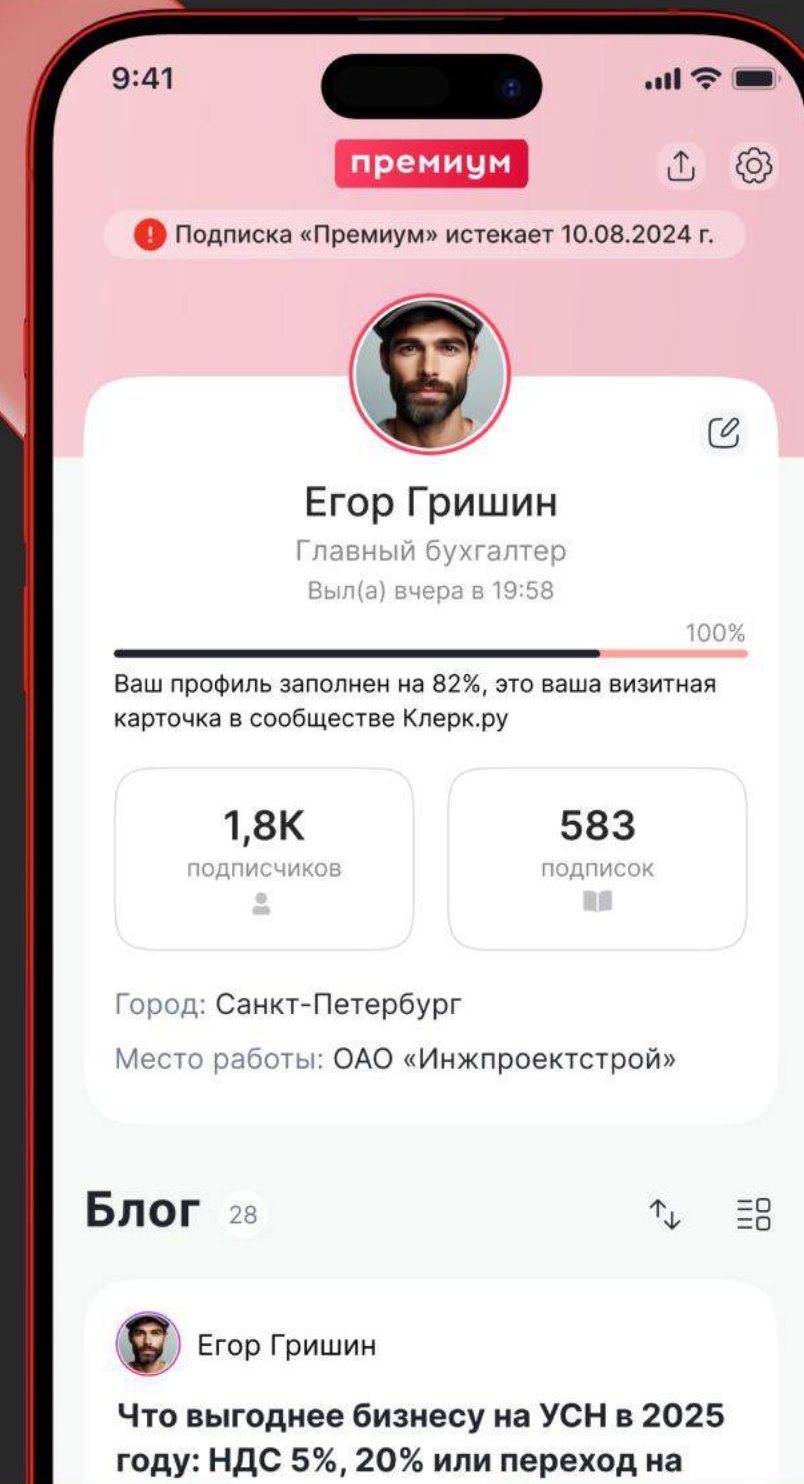 9:41
премиум
Подписка «Премиум» истекает 10.08.2024 г.
Егор Гришин
Главный бухгалтер
Выл(а) вчера в 19:58
100%
Ваш профиль заполнен на 82%, это ваша визитная
карточка в сообществе Клерк.ру
1,8К 583
подписчиков подписок
Город: Санкт-Петербург
Место работы: ОАО «Инжпроектстрой»
Блог 28
Егор Гришин
Что выгоднее бизнесу на УСН в 2025
году: НДС 5%, 20% или переход на